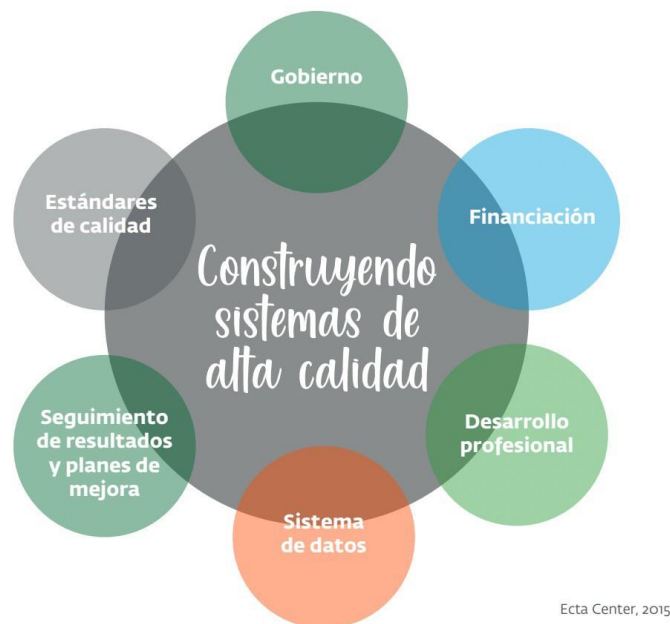 Gobierno
Estándares
de calidad
Financiación
Construyendo
sistemas de
alta calidad
Seguimiento
de resultados
y planes de
mejora
Desarrollo
profesional
Sistema
de datos
Ecta Center, 2015